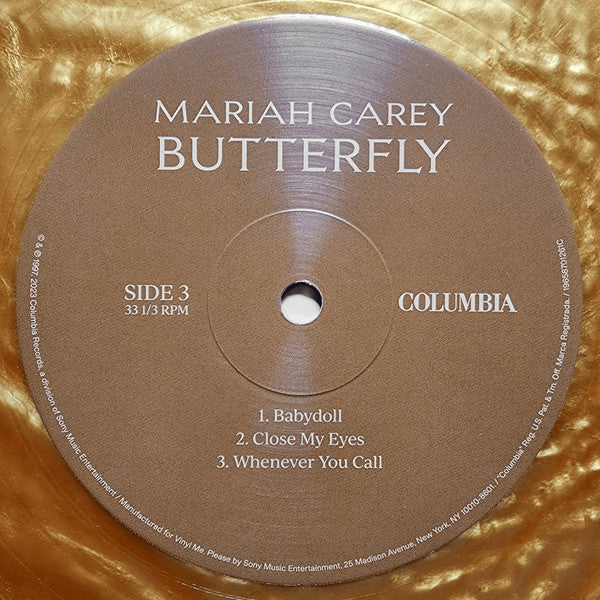 MARIAH CAREY
BUTTERFLY
SIDE 3
33 1/3 RPM
COLUMBIA
1. Babydoll
2. Close My Eyes
3. Whenever You Call
© & ℗ 1997, 2023 Columbia Records, a division of Sony Music Entertainment / Manufactured for Vinyl Me, Please by Sony Music Entertainment, 25 Madison Avenue, New York, NY 10010-8601. / "Columbia" Reg. U.S. Pat. & Tm. Off. Marca Registrada. / 19658701261C